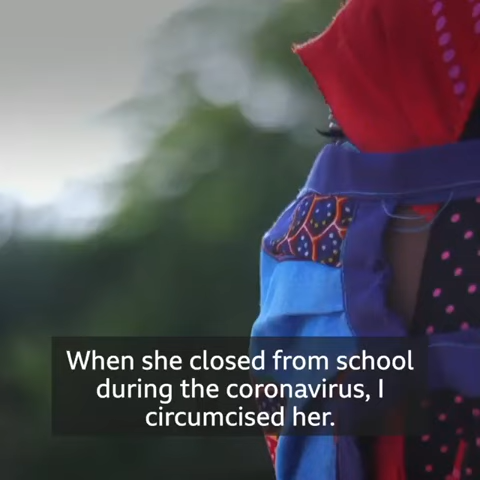 When she closed from school
during the coronavirus, I
circumcised her.